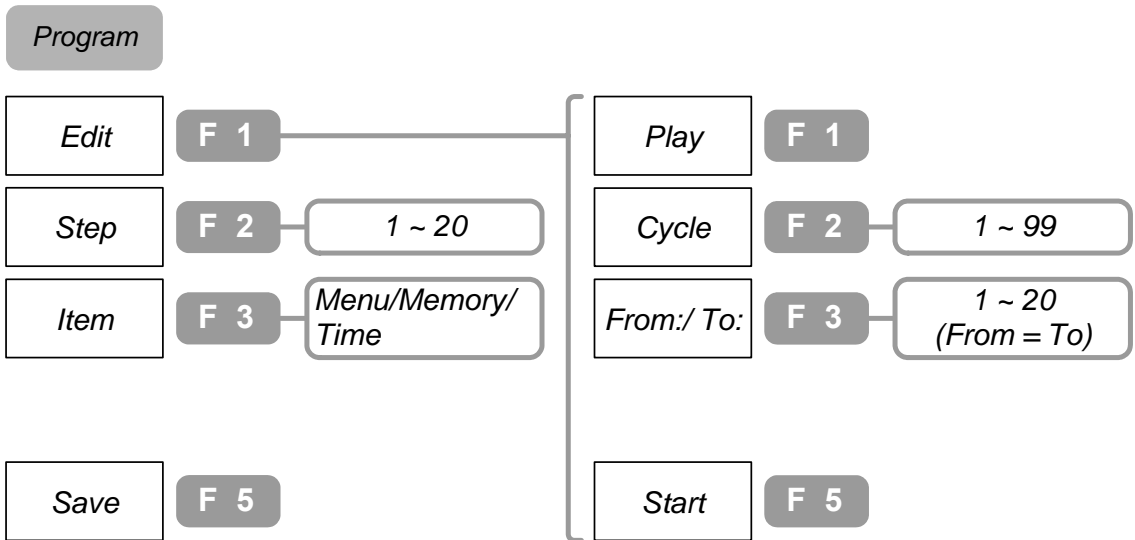 Program
Edit F 1
Step F 2 1 ~ 20
Item F 3 Menu/Memory/
Time
Save F 5
Play F 1
Cycle F 2 1 ~ 99
From:/ To: F 3 1 ~ 20
(From = To)
Start F 5